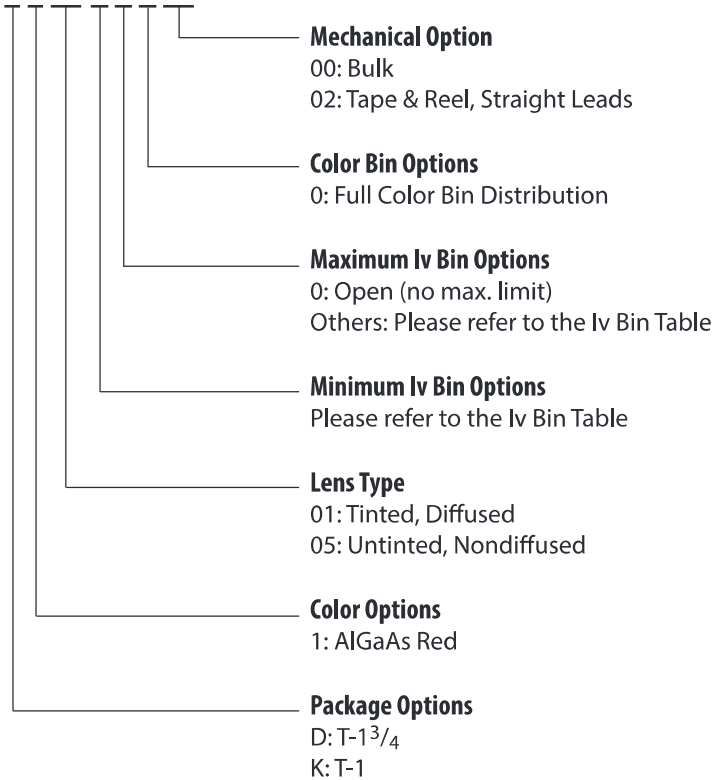 Mechanical Option
00: Bulk
02: Tape & Reel, Straight Leads
Color Bin Options
0: Full Color Bin Distribution
Maximum Iv Bin Options
0: Open (no max. limit)
Others: Please refer to the Iv Bin Table
Minimum Iv Bin Options
Please refer to the Iv Bin Table
Lens Type
01: Tinted, Diffused
05: Untinted, Nondiffused
Color Options
1: AlGaAs Red
Package Options
D: T-1 3/4
K: T-1